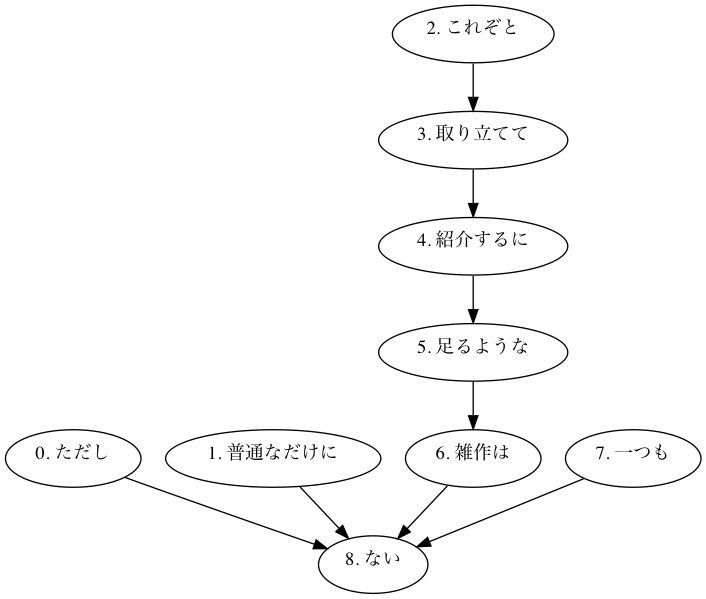 2. これぞと
3. 取り立てて
4. 紹介するに
5. 足るような
0. ただし
1. 普通なだけに
6. 雑作は
7. 一つも
8. ない